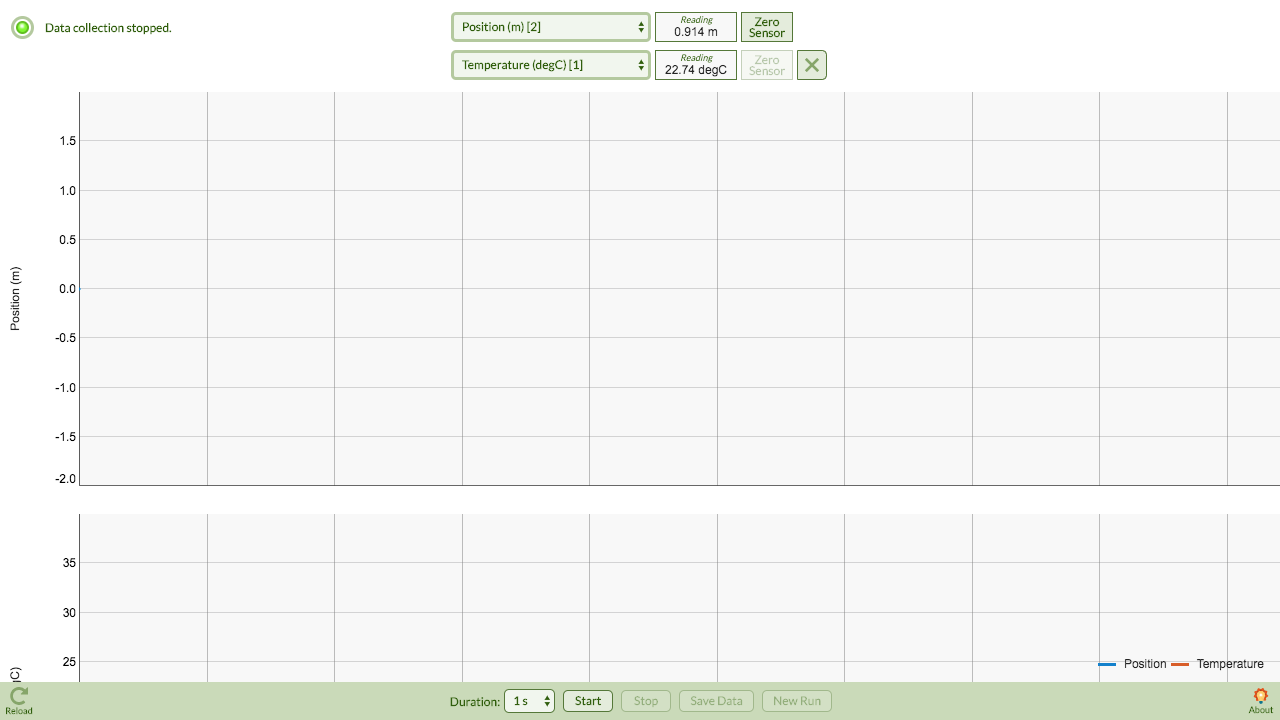 Data collection stopped.
Position (m) [2]
Reading
0.914 m
Zero
Sensor
Temperature (degC) [1]
Reading
22.74 degC
Zero
Sensor
Position (m)
1.5
1.0
0.5
0.0
-0.5
-1.0
-1.5
-2.0
35
30
25
gC)
Position
Temperature
Reload
Duration:
1 s
Start
Stop
Save Data
New Run
About